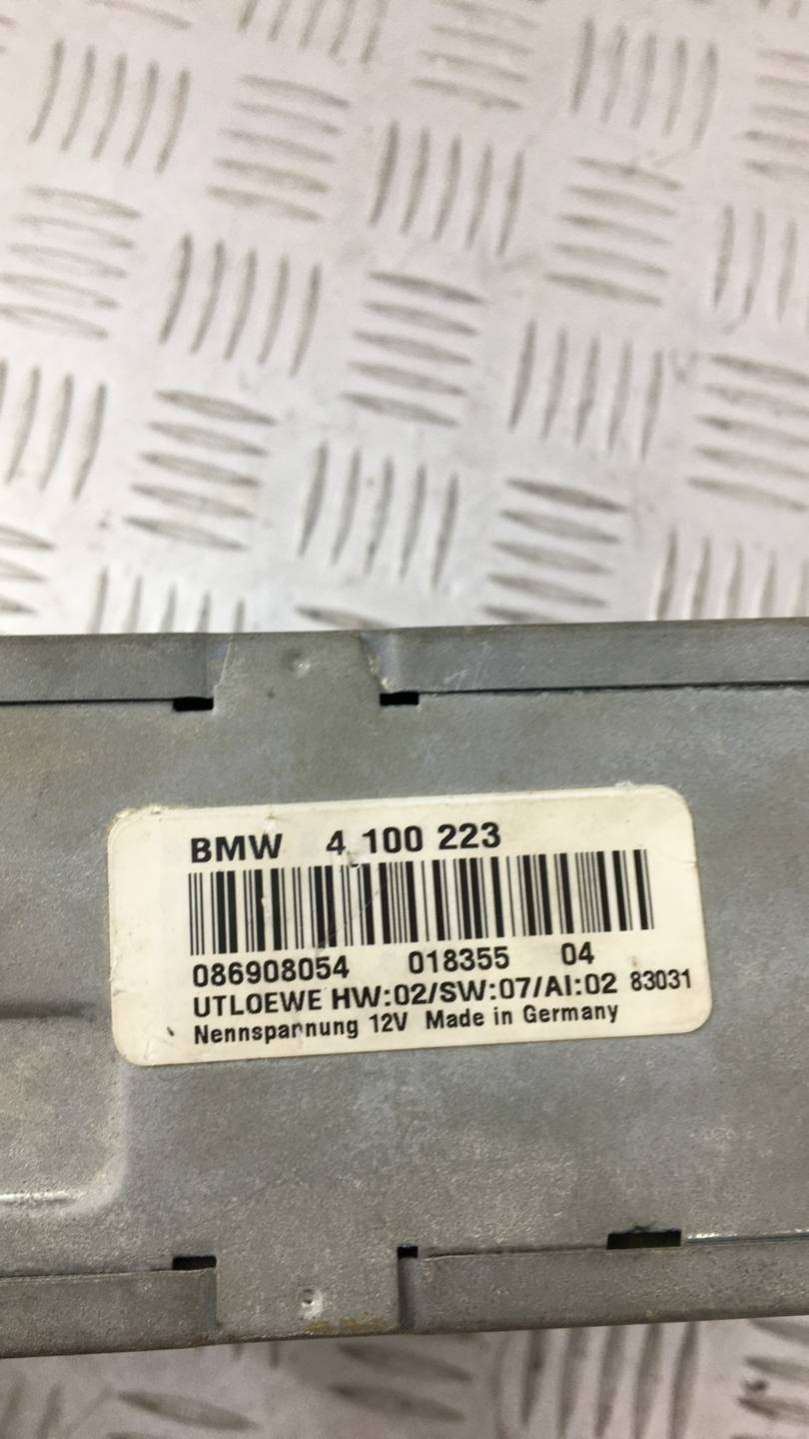 BMW 4 100 223
086908054 018355 04
UTLOEWE HW:02/SW:07/AI:02 83031
Nennspannung 12V Made in Germany